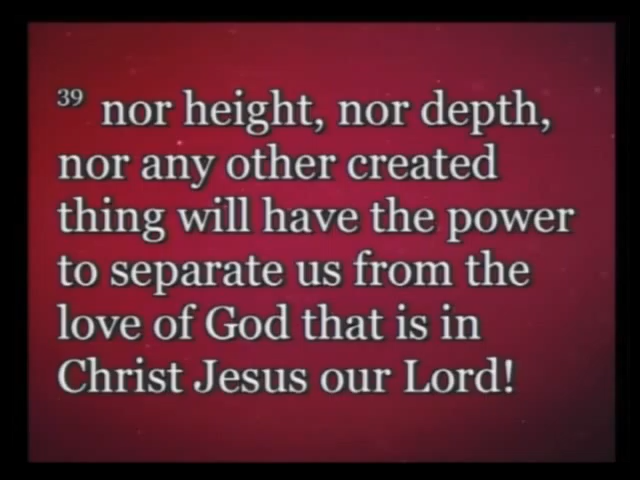 39 nor height, nor depth,
nor any other created
thing will have the power
to separate us from the
love of God that is in
Christ Jesus our Lord!